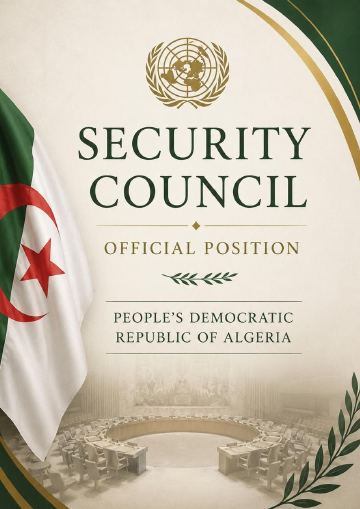 SECURITY
COUNCIL
OFFICIAL POSITION
PEOPLE'S DEMOCRATIC
REPUBLIC OF ALGERIA